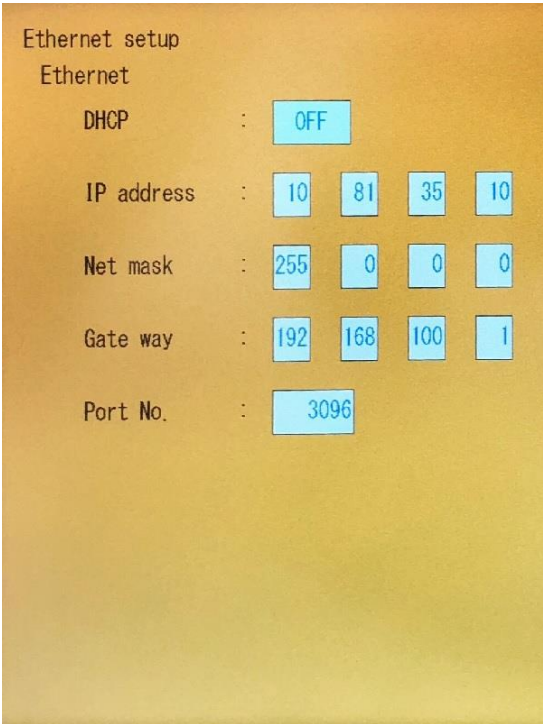 Ethernet setup
Ethernet
DHCP : OFF
IP address : 10 81 35 10
Net mask : 255 0 0 0
Gate way : 192 168 100 1
Port No. : 3096